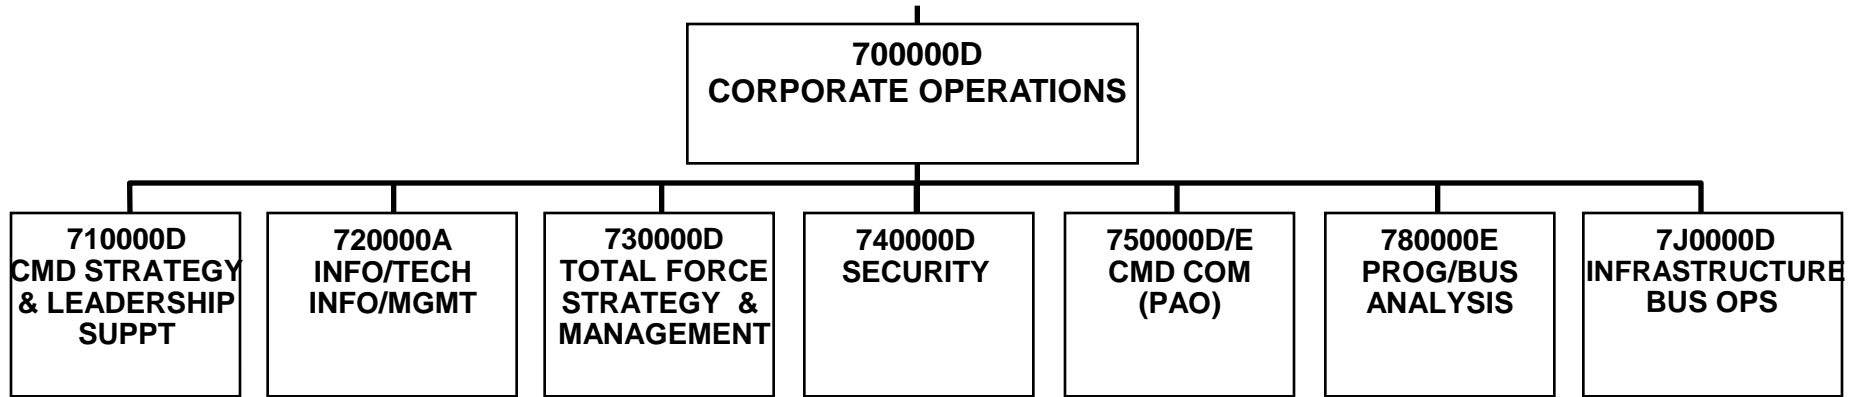 700000D
CORPORATE OPERATIONS
710000D
CMD STRATEGY
& LEADERSHIP
SUPPT
720000A
INFO/TECH
INFO/MGMT
730000D
TOTAL FORCE
STRATEGY &
MANAGEMENT
740000D
SECURITY
750000D/E
CMD COM
(PAO)
780000E
PROG/BUS
ANALYSIS
7J0000D
INFRASTRUCTURE
BUS OPS